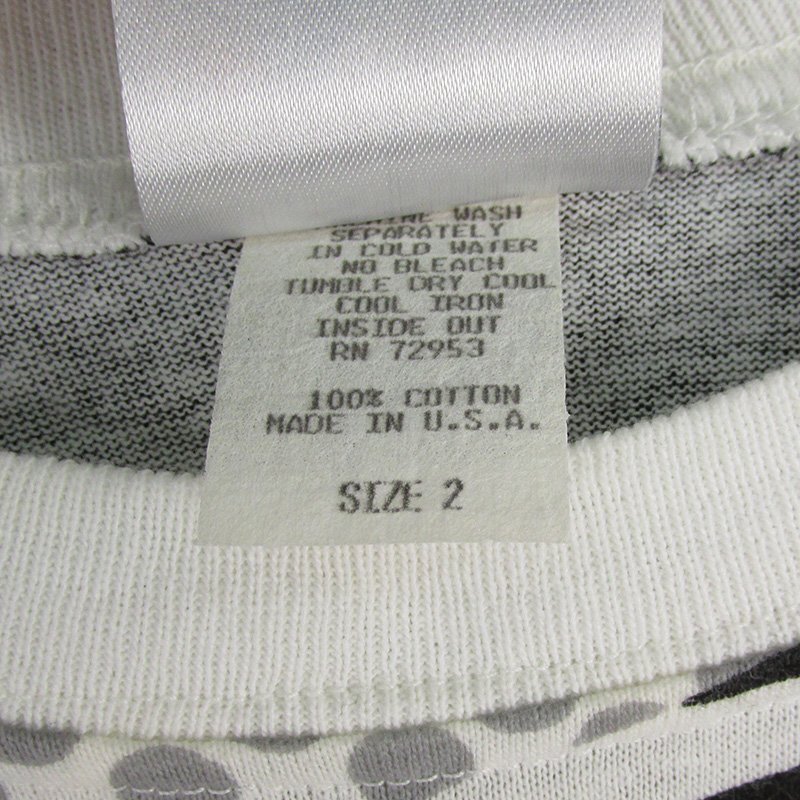 WASH
SEPARATELY
IN COLD WATER
NO BLEACH
TUMBLE DRY COOL
COOL IRON
INSIDE OUT
RN 72953
100% COTTON
MADE IN U.S.A.
SIZE 2